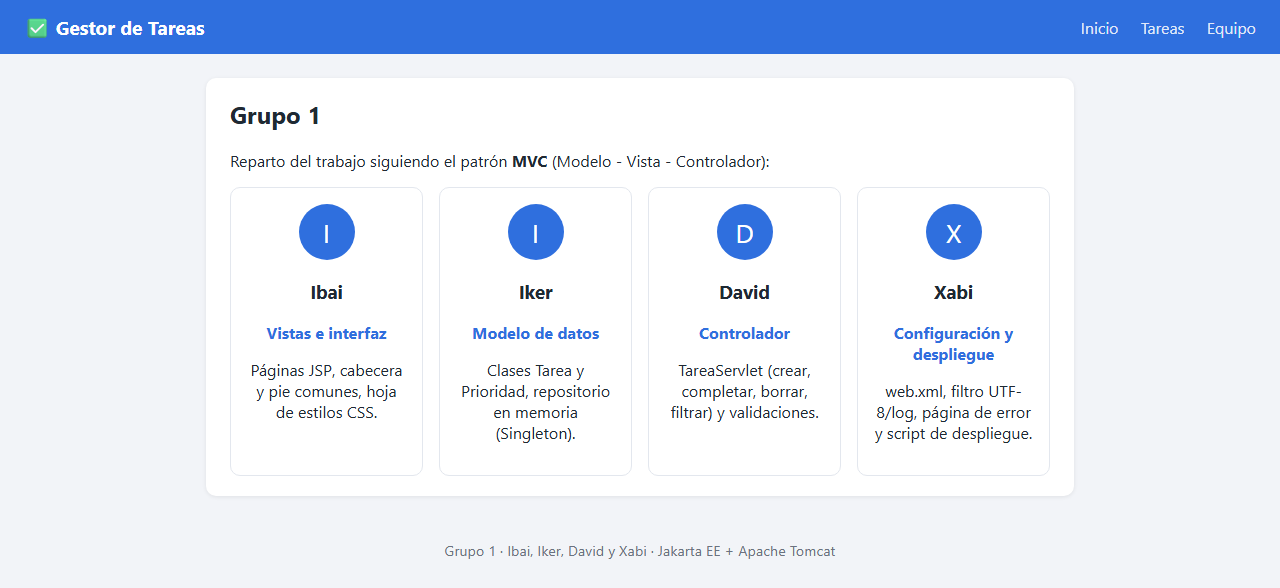 ✅ Gestor de Tareas
Inicio Tareas Equipo
Grupo 1
Reparto del trabajo siguiendo el patrón MVC (Modelo - Vista - Controlador):
I
Ibai
Vistas e interfaz
Páginas JSP, cabecera
y pie comunes, hoja
de estilos CSS.
I
Iker
Modelo de datos
Clases Tarea y
Prioridad, repositorio
en memoria
(Singleton).
D
David
Controlador
TareaServlet (crear,
completar, borrar,
filtrar) y validaciones.
X
Xabi
Configuración y
despliegue
web.xml, filtro UTF-
8/log, página de error
y script de despliegue.
Grupo 1 · Ibai, Iker, David y Xabi · Jakarta EE + Apache Tomcat